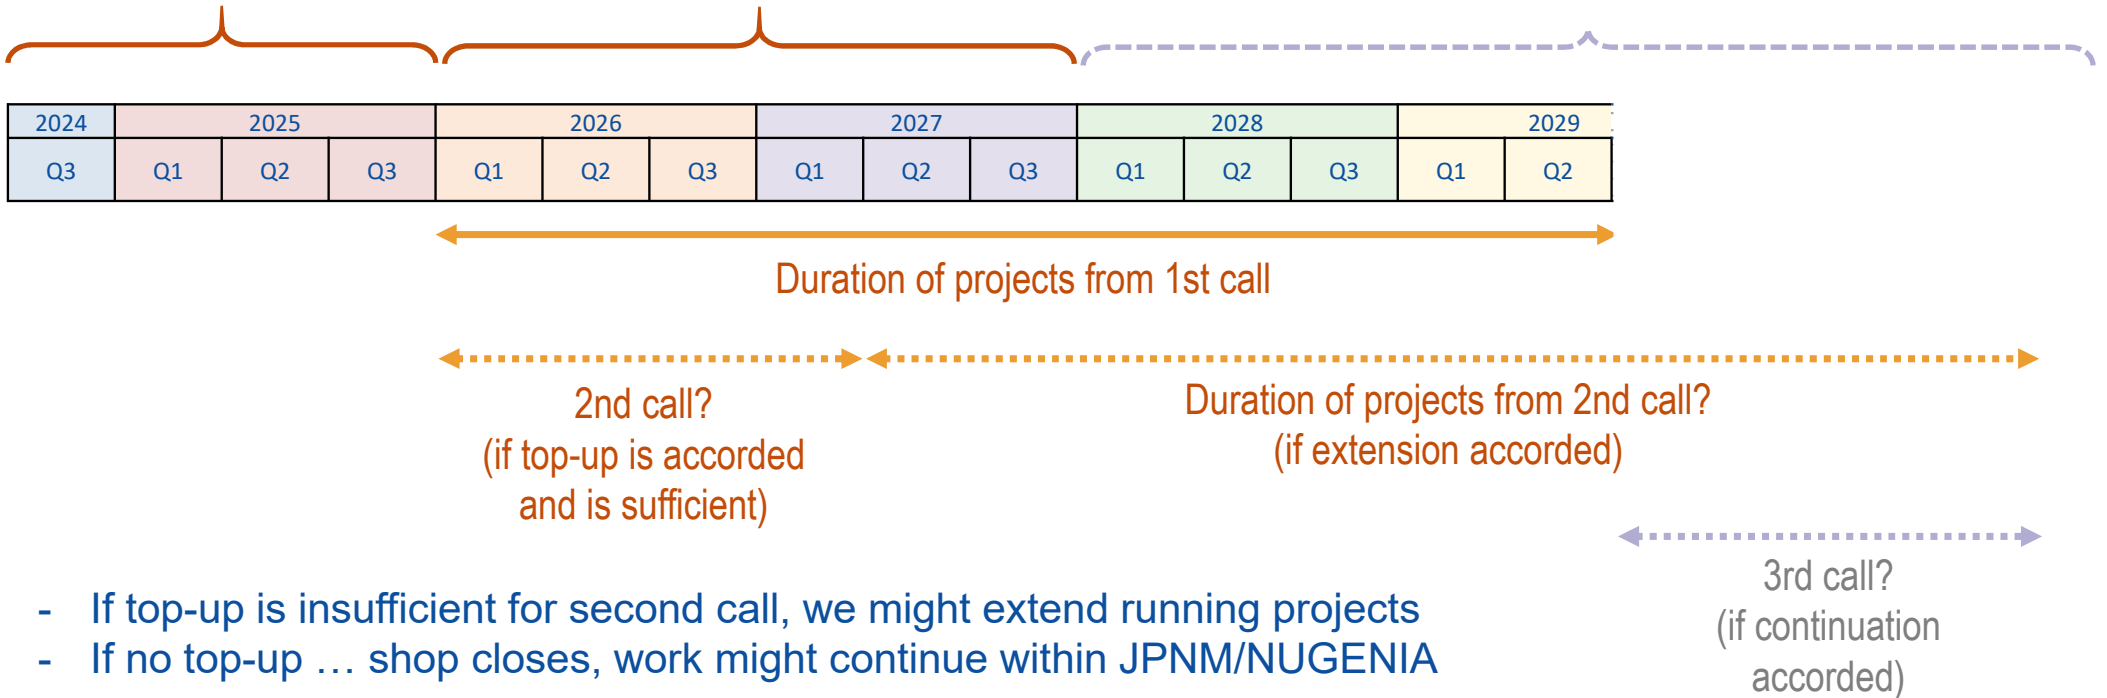 2024 2025 2026 2027 2028 2029
Q3 Q1 Q2 Q3 Q1 Q2 Q3 Q1 Q2 Q3 Q1 Q2 Q3 Q1 Q2
Duration of projects from 1st call
2nd call?
(if top-up is accorded
and is sufficient)
Duration of projects from 2nd call?
(if extension accorded)
3rd call?
(if continuation
accorded)
- If top-up is insufficient for second call, we might extend running projects
- If no top-up … shop closes, work might continue within JPNM/NUGENIA